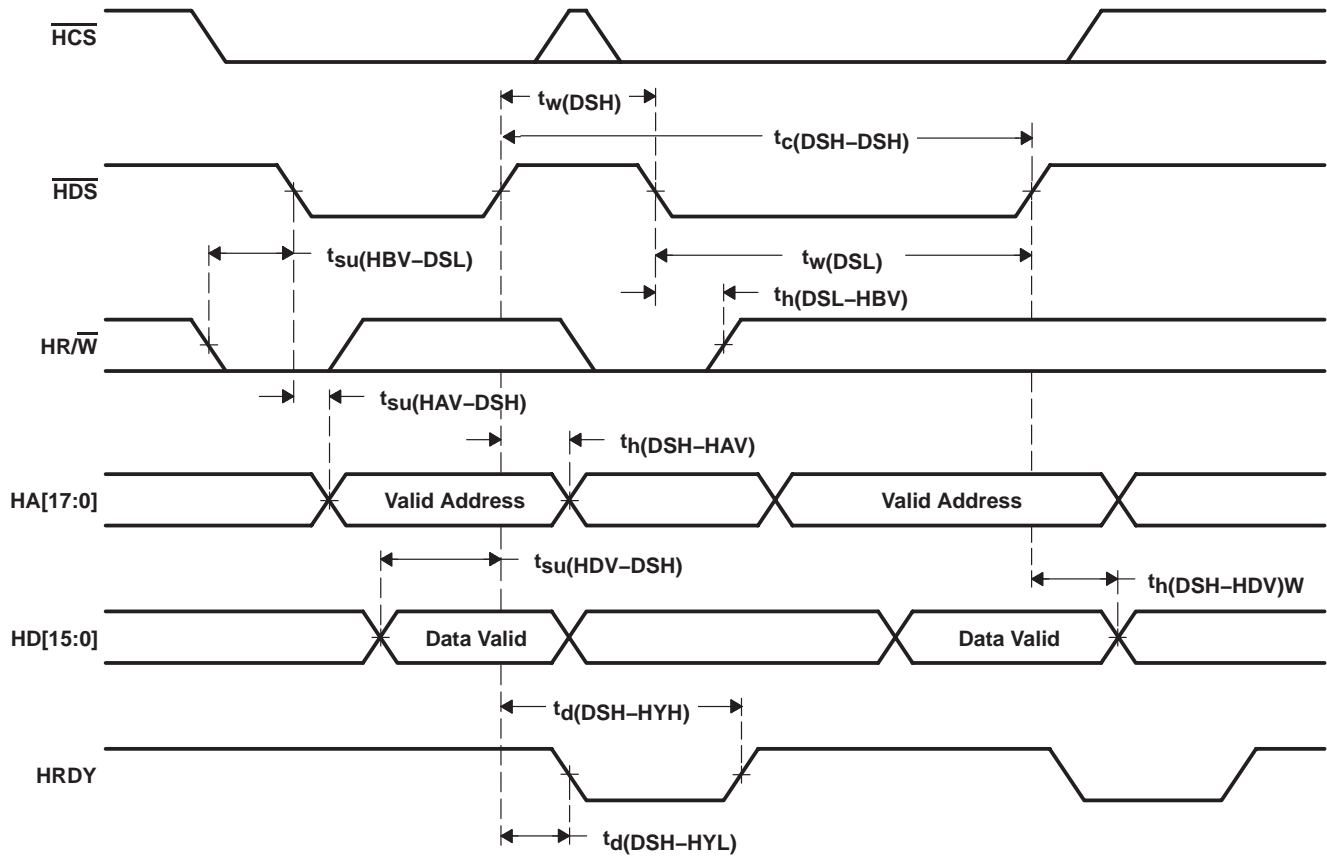 HCS
tw(DSH)
tc(DSH–DSH)
HDS
tsu(HBV–DSL)
tw(DSL)
th(DSL–HBV)
HR/W
tsu(HAV–DSH)
th(DSH–HAV)
HA[17:0]
Valid Address
Valid Address
tsu(HDV–DSH)
th(DSH–HDV)W
HD[15:0]
Data Valid
Data Valid
td(DSH–HYH)
HRDY
td(DSH–HYL)